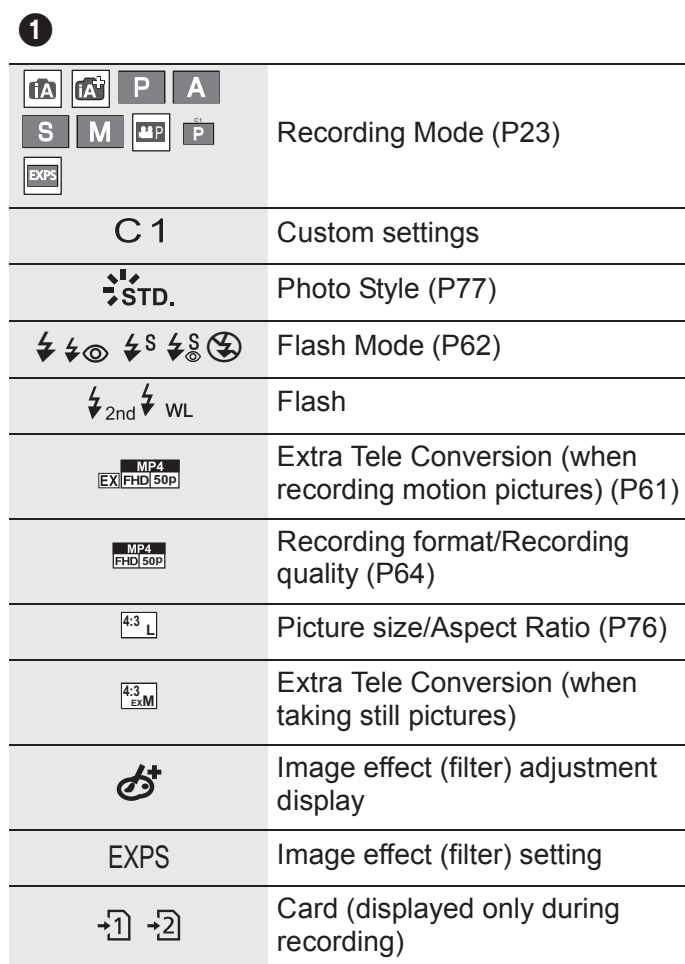 1
iA iA+ P A
S M P C1 P
EXPS
Recording Mode (P23)
C1
Custom settings
STD.
Photo Style (P77)
S S
Flash Mode (P62)
2nd WL
Flash
MP4
EX FHD 50p
Extra Tele Conversion (when
recording motion pictures) (P61)
MP4
FHD 50p
Recording format/Recording
quality (P64)
4:3 L
Picture size/Aspect Ratio (P76)
4:3
EXM
Extra Tele Conversion (when
taking still pictures)
Image effect (filter) adjustment
display
EXPS
Image effect (filter) setting
1 2
Card (displayed only during
recording)